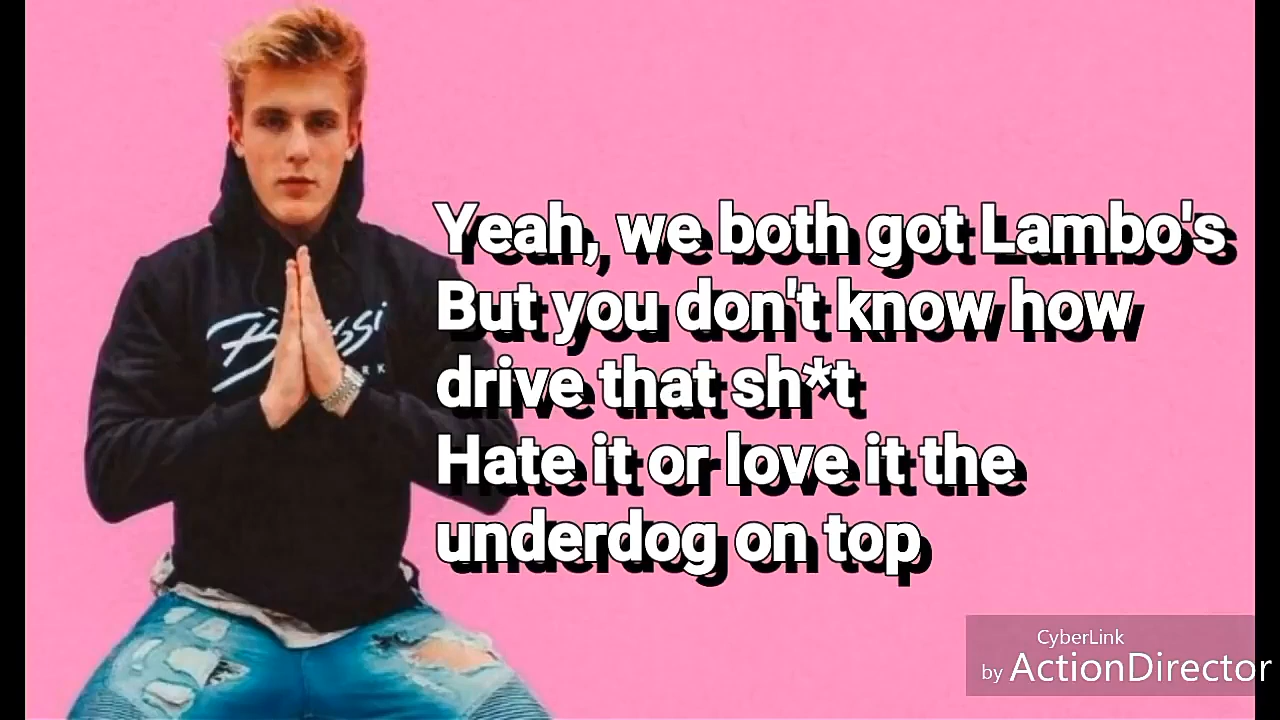 Yeah, we both got Lambo's
But you don't know how
drive that sh*t
Hate it or love it the
underdog on top
CyberLink
by ActionDirector